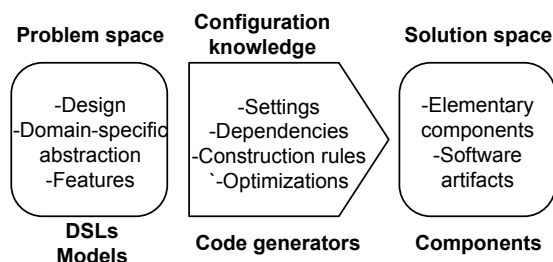 Problem space
-Design
-Domain-specific
abstraction
-Features
DSLs
Models
Configuration
knowledge
-Settings
-Dependencies
-Construction rules
`-Optimizations
Code generators
Solution space
-Elementary
components
-Software
artifacts
Components